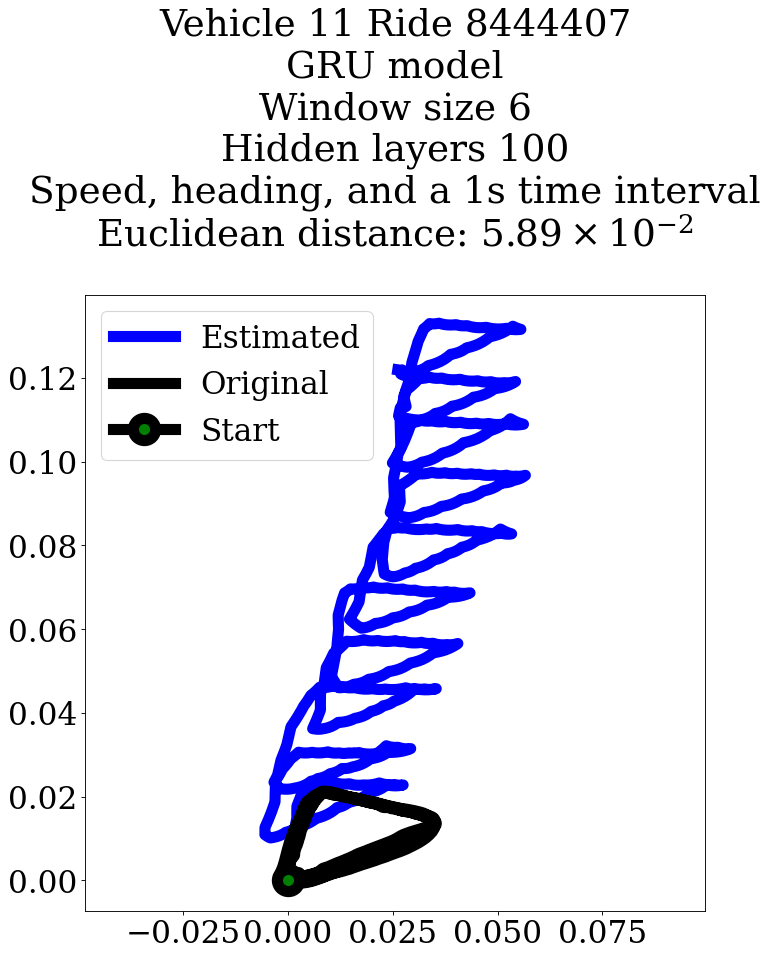 Vehicle 11 Ride 8444407
GRU model
Window size 6
Hidden layers 100
Speed, heading, and a 1s time interval
Euclidean distance: 5.89 × 10⁻²
Estimated
Original
Start
0.12
0.10
0.08
0.06
0.04
0.02
0.00
−0.025 0.000 0.025 0.050 0.075